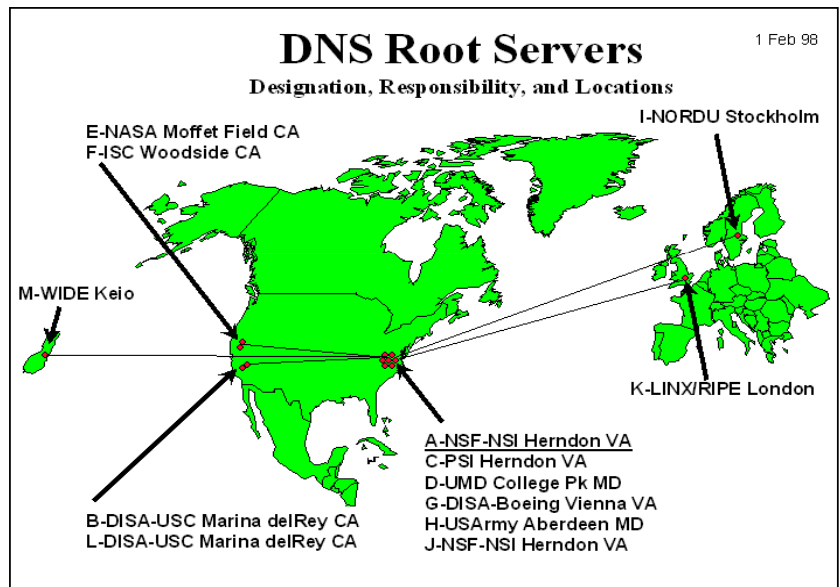 DNS Root Servers
1 Feb 98
Designation, Responsibility, and Locations
I-NORDU Stockholm
E-NASA Moffet Field CA
F-ISC Woodside CA
M-WIDE Keio
K-LINX/RIPE London
A-NSF-NSI Herndon VA
C-PSI Herndon VA
D-UMD College Pk MD
G-DISA-Boeing Vienna VA
H-USArmy Aberdeen MD
J-NSF-NSI Herndon VA
B-DISA-USC Marina delRey CA
L-DISA-USC Marina delRey CA